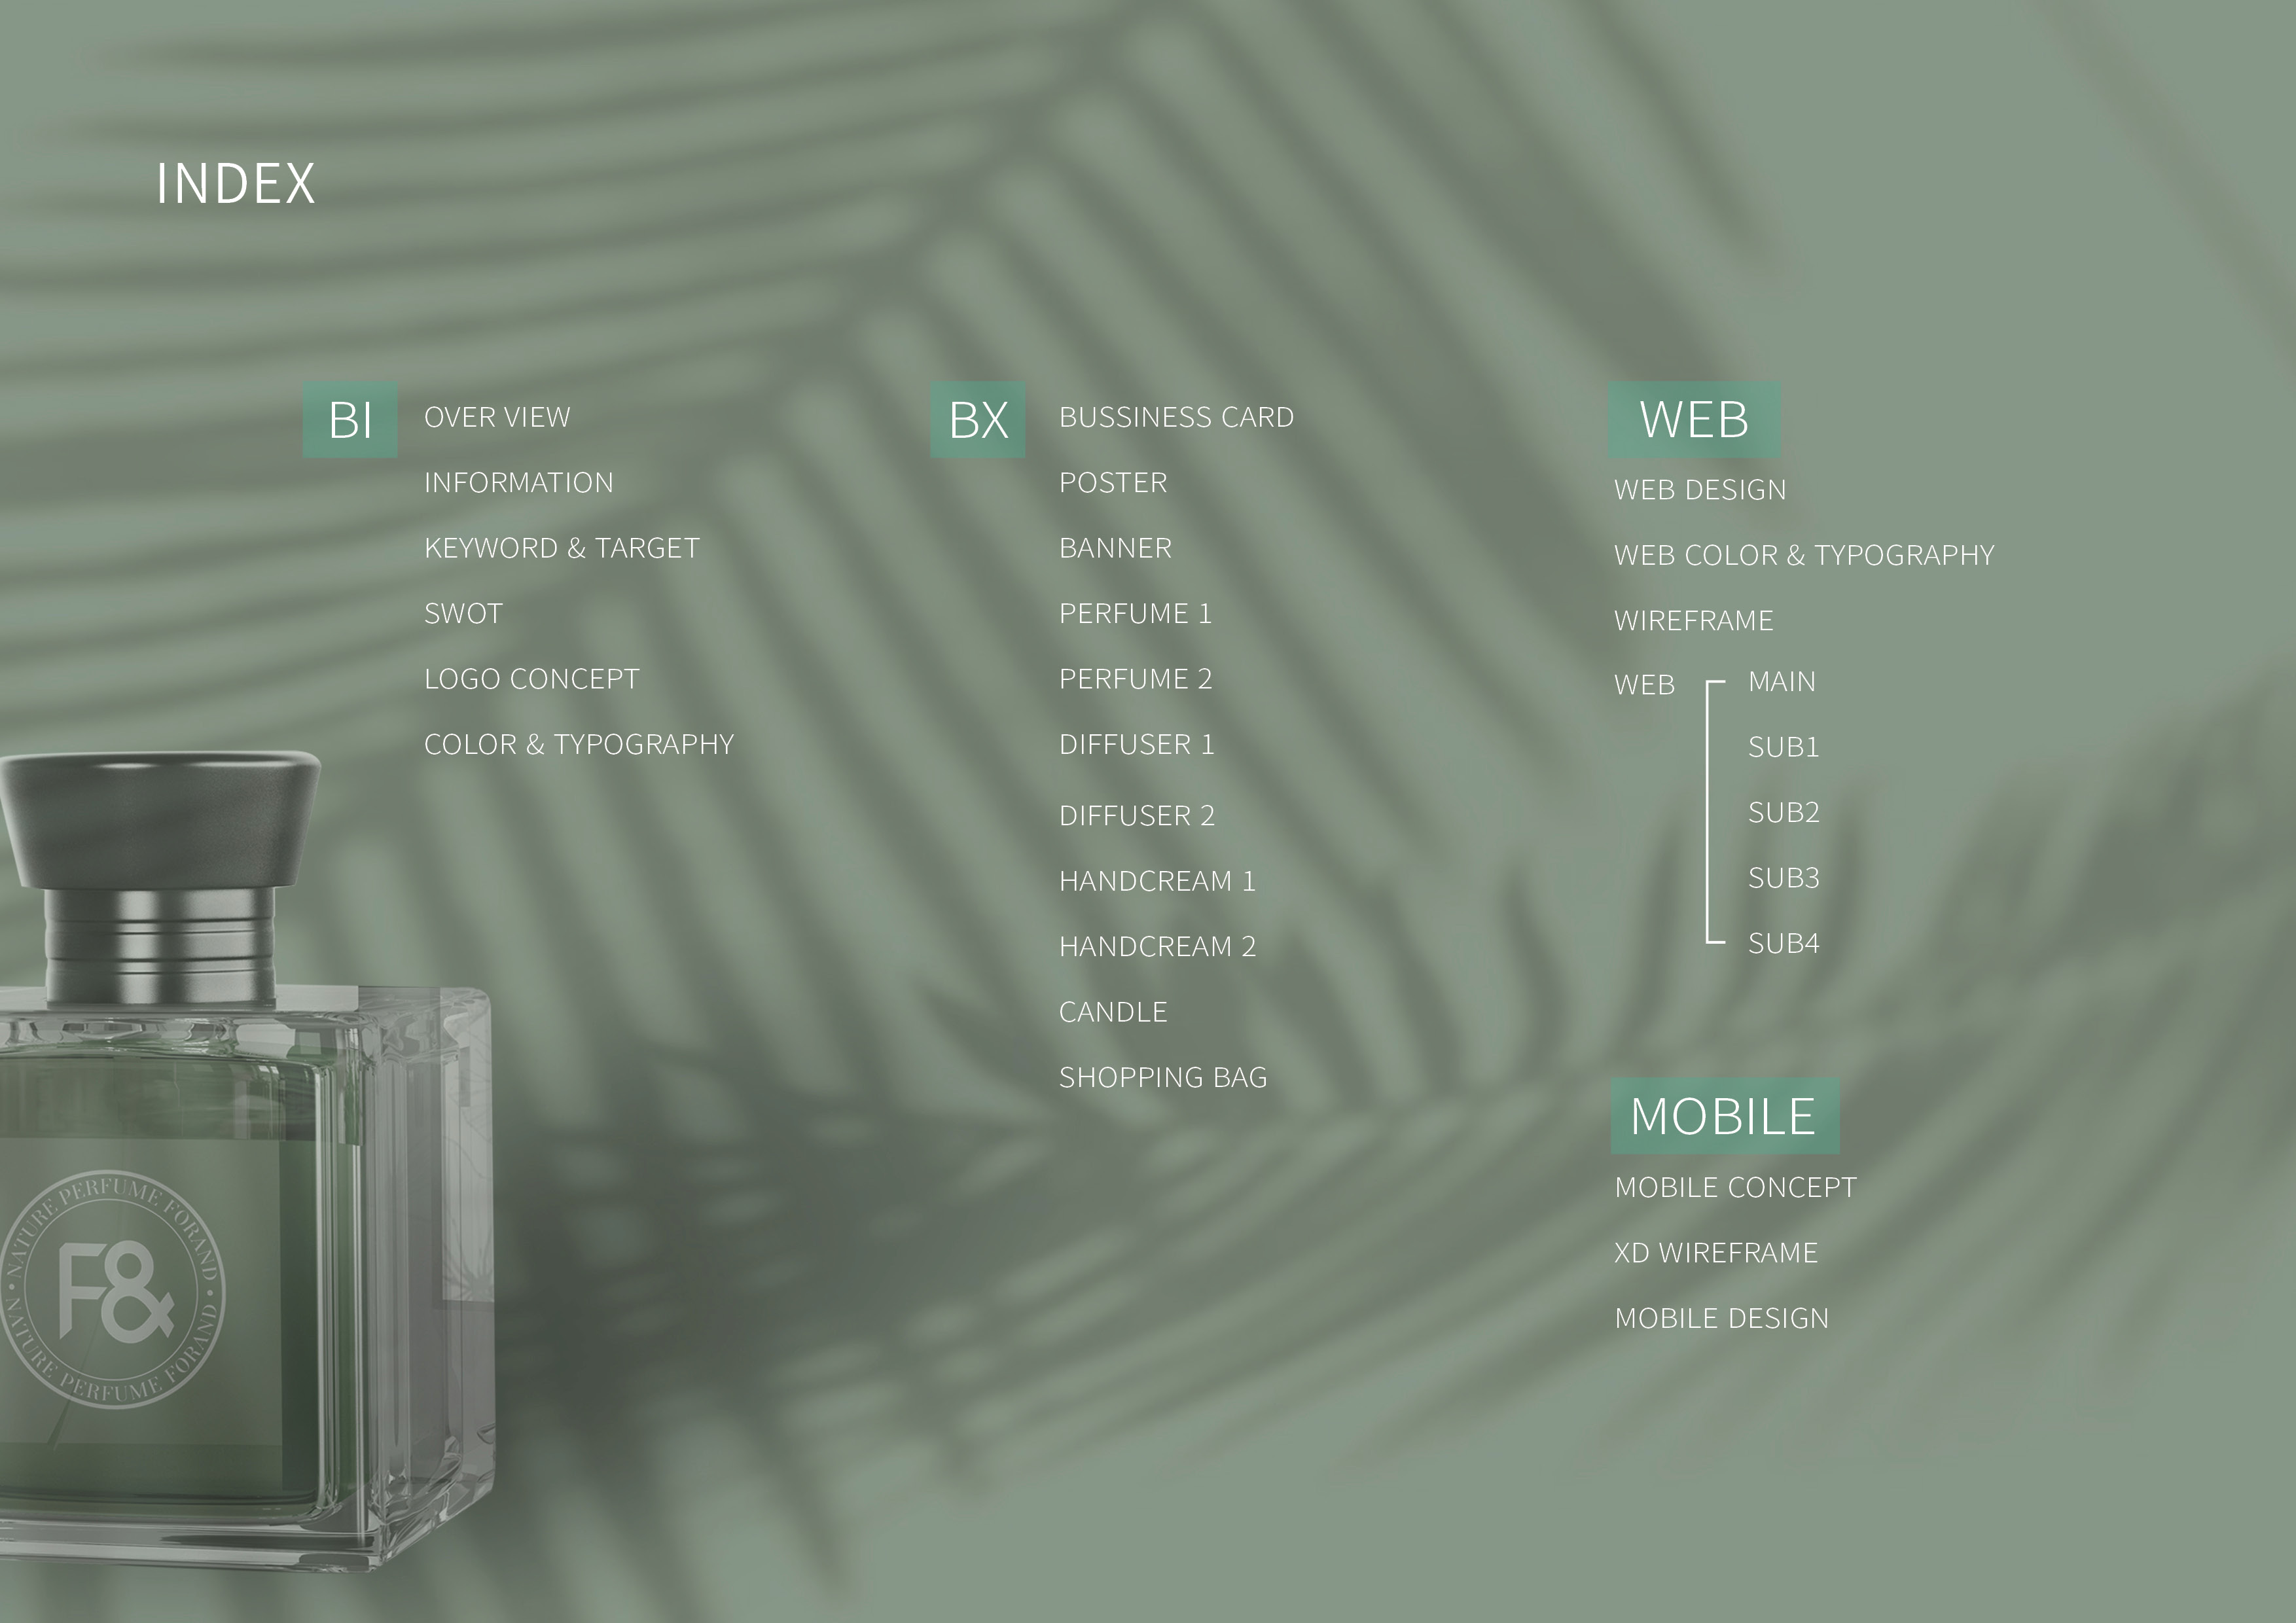 INDEX
BI
OVER VIEW
INFORMATION
KEYWORD & TARGET
SWOT
LOGO CONCEPT
COLOR & TYPOGRAPHY
BX
BUSSINESS CARD
POSTER
BANNER
PERFUME 1
PERFUME 2
DIFFUSER 1
DIFFUSER 2
HANDCREAM 1
HANDCREAM 2
CANDLE
SHOPPING BAG
WEB
WEB DESIGN
WEB COLOR & TYPOGRAPHY
WIREFRAME
WEB
MAIN
SUB1
SUB2
SUB3
SUB4
MOBILE
MOBILE CONCEPT
XD WIREFRAME
MOBILE DESIGN
NATURE PERFUME FORAND
F&
NATURE PERFUME FORAND